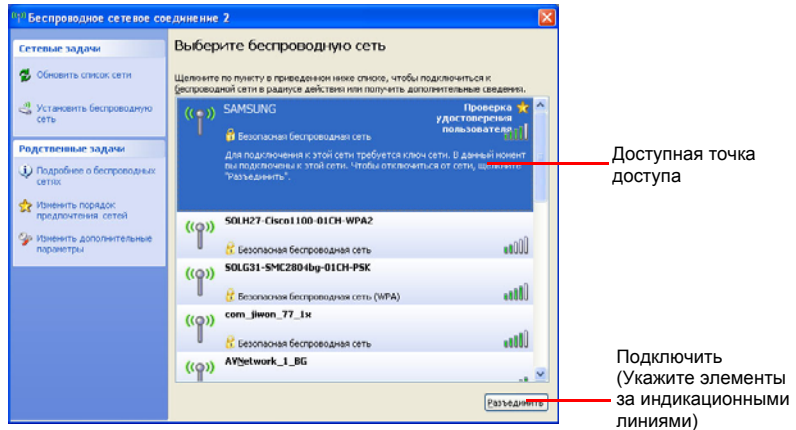 Беспроводное сетевое соединение 2
Сетевые задачи
Обновить список сети
Установить беспроводную
сеть
Родственные задачи
Подробнее о беспроводных
сетях
Изменить порядок
предпочтения сетей
Изменить дополнительные
параметры
Выберите беспроводную сеть
Щелкните по пункту в приведенном ниже списке, чтобы подключиться к
беспроводной сети в радиусе действия или получить дополнительные сведения.
SAMSUNG
Проверка
удостоверения
пользователя
Безопасная беспроводная сеть
Для подключения к этой сети требуется ключ сети. В данный момент
вы подключены к этой сети. Чтобы отключиться от сети, щелкните
"Разъединить".
SOLH27-Cisco1100-01CH-WPA2
Безопасная беспроводная сеть
SOLG31-SMC2804bg-01CH-PSK
Безопасная беспроводная сеть (WPA)
com_jiwon_77_1x
Безопасная беспроводная сеть
AVNetwork_1_BG
Разъединить
Доступная точка
доступа
Подключить
(Укажите элементы
за индикационными
линиями)